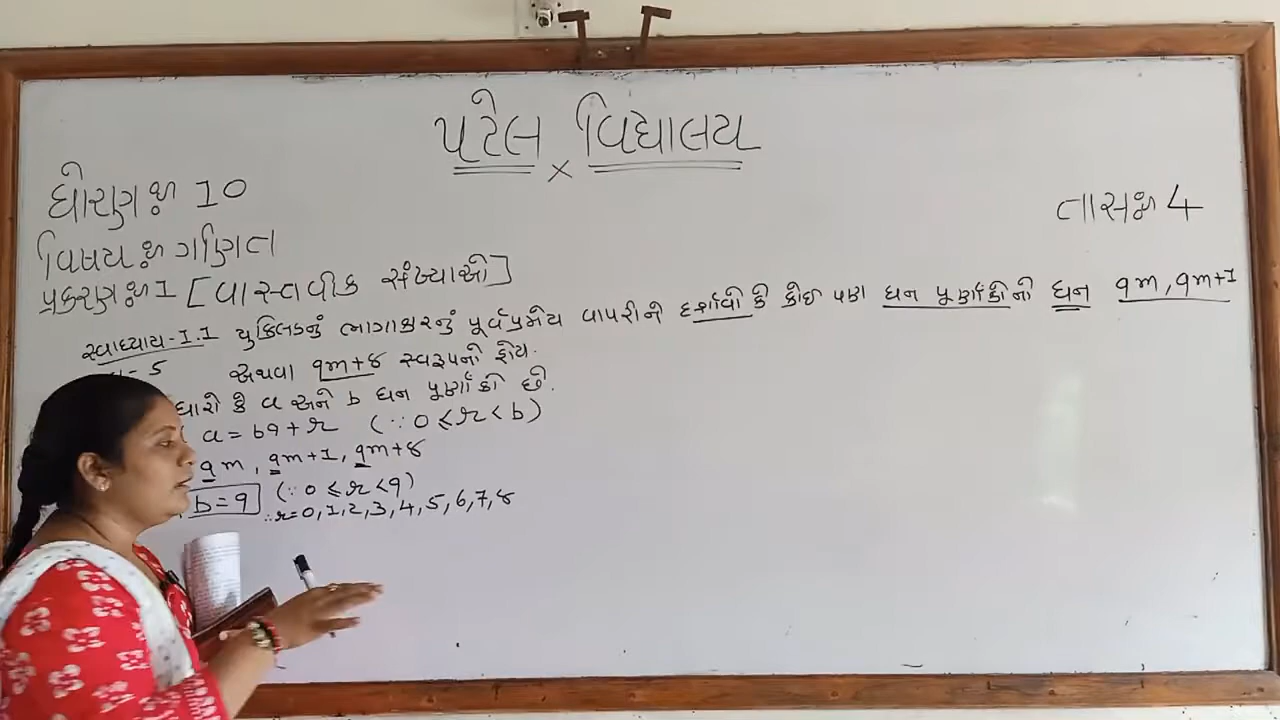 પટેલ વિદ્યાલય
ધોરણ ઃ 10
તાસ ઃ 4
વિષય ઃ ગણિત
પ્રકરણ ઃ 1 [વાસ્તવીક સંખ્યાઓ]
સ્વાધ્યાય-1.1 યુક્લિડનું ભાગાકારનું પૂર્વપ્રમેય વાપરીને દર્શાવો કે કોઈ પણ ધન પૂર્ણાંકોનો ઘન 9m, 9m+1
- 5 અથવા 9m+8 સ્વરૂપનો હોય.
ધારો કે a અને b ધન પૂર્ણાંકો છે.
a = bq + r (∵ 0 ≤ r < b)
9m, 9m+1, 9m+8
b=9 (∵ 0 ≤ r < 9)
∴ r=0,1,2,3,4,5,6,7,8